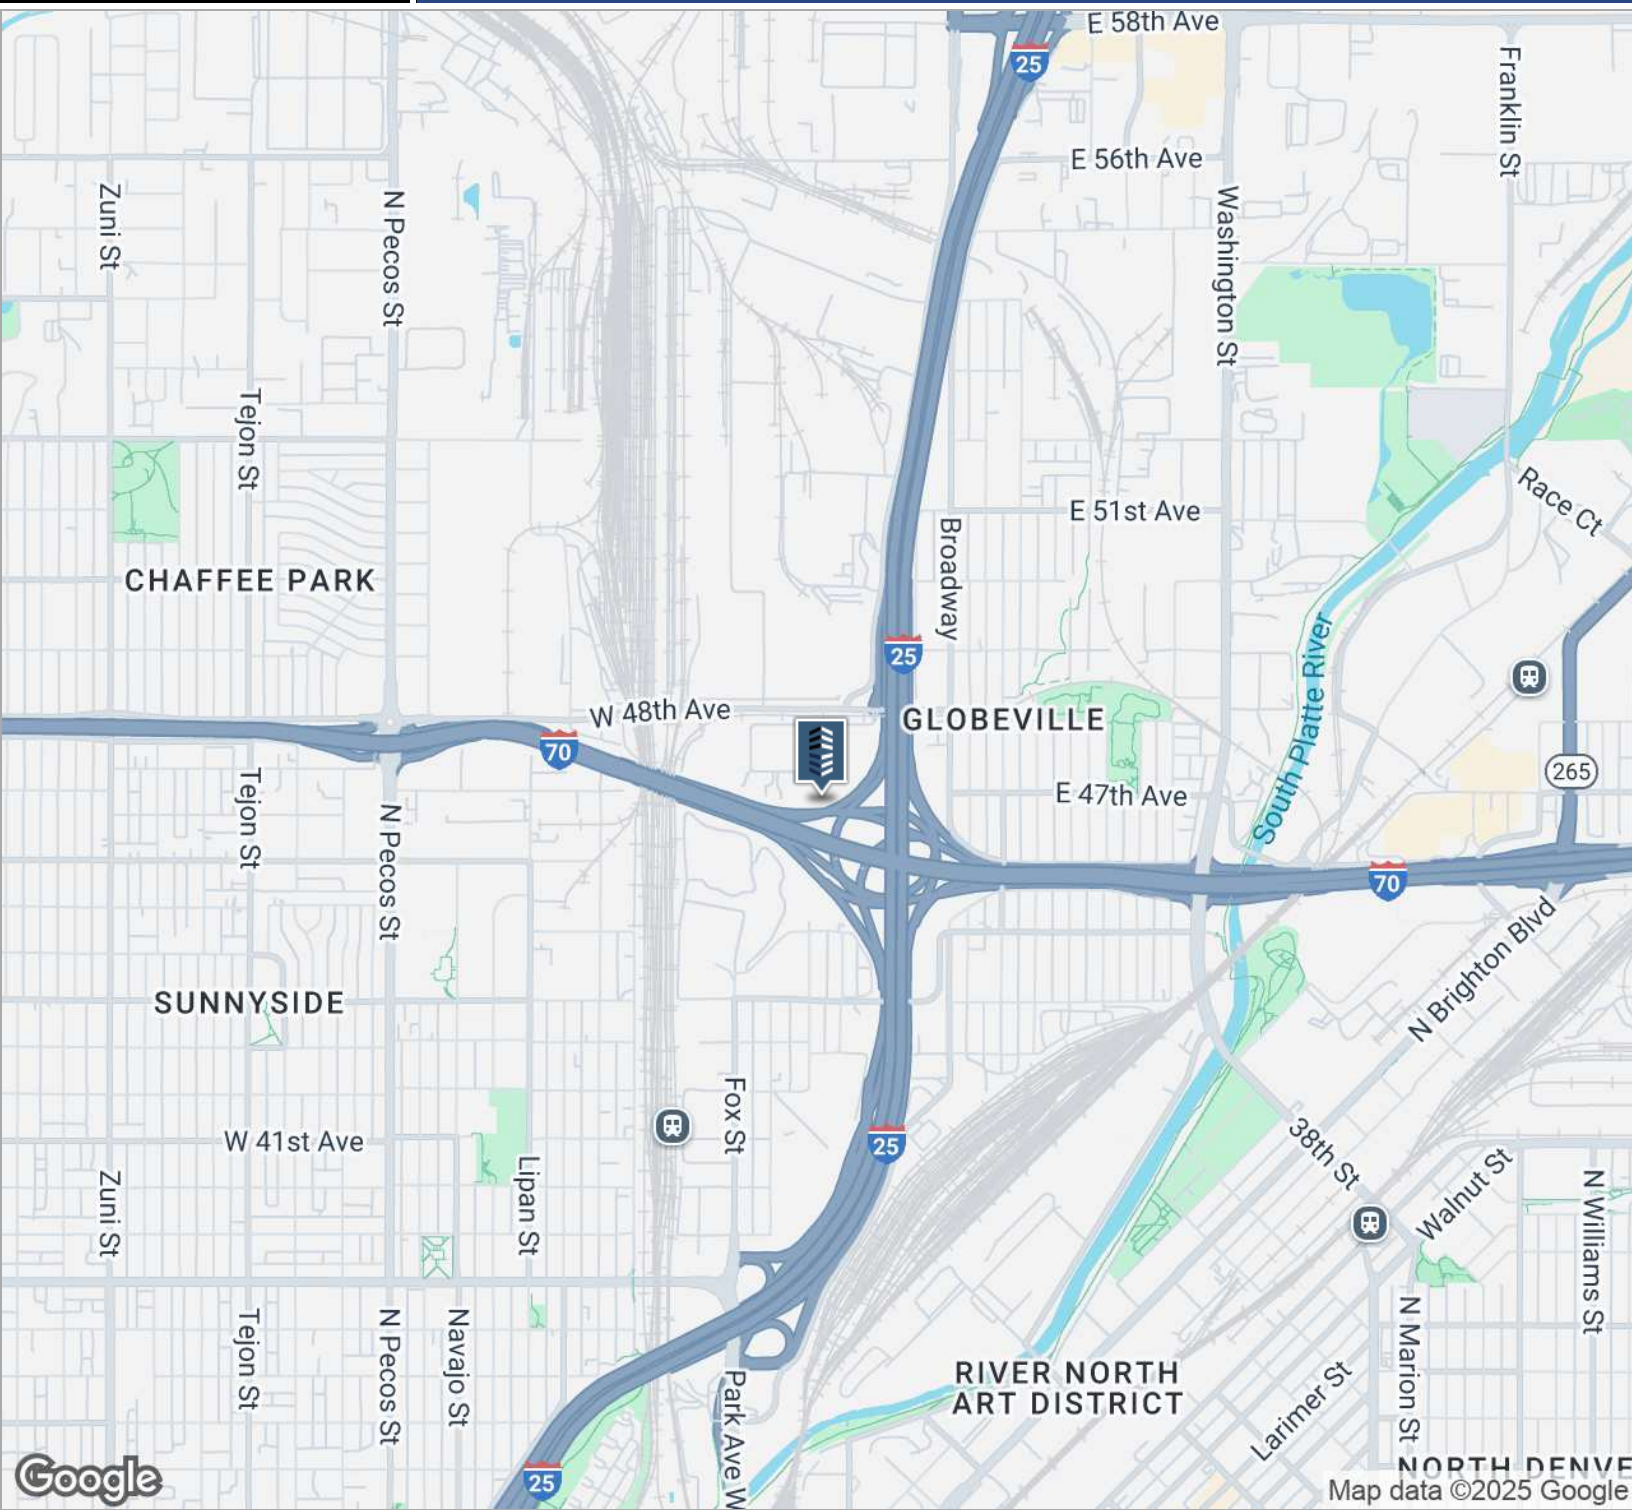 E 58th Ave
25
Franklin St
E 56th Ave
Zuni St
N Pecos St
Washington St
Tejon St
Race Ct
E 51st Ave
Broadway
CHAFFEE PARK
South Platte River
25
W 48th Ave
GLOBEVILLE
70
265
Tejon St
E 47th Ave
N Pecos St
70
N Brighton Blvd
SUNNYSIDE
Fox St
38th St
W 41st Ave
25
Lipan St
Walnut St
Zuni St
N Williams St
Tejon St
N Pecos St
Navajo St
N Marion St
RIVER NORTH
ART DISTRICT
Larimer St
Park Ave W
25
NORTH DENVE
Google
Map data ©2025 Google